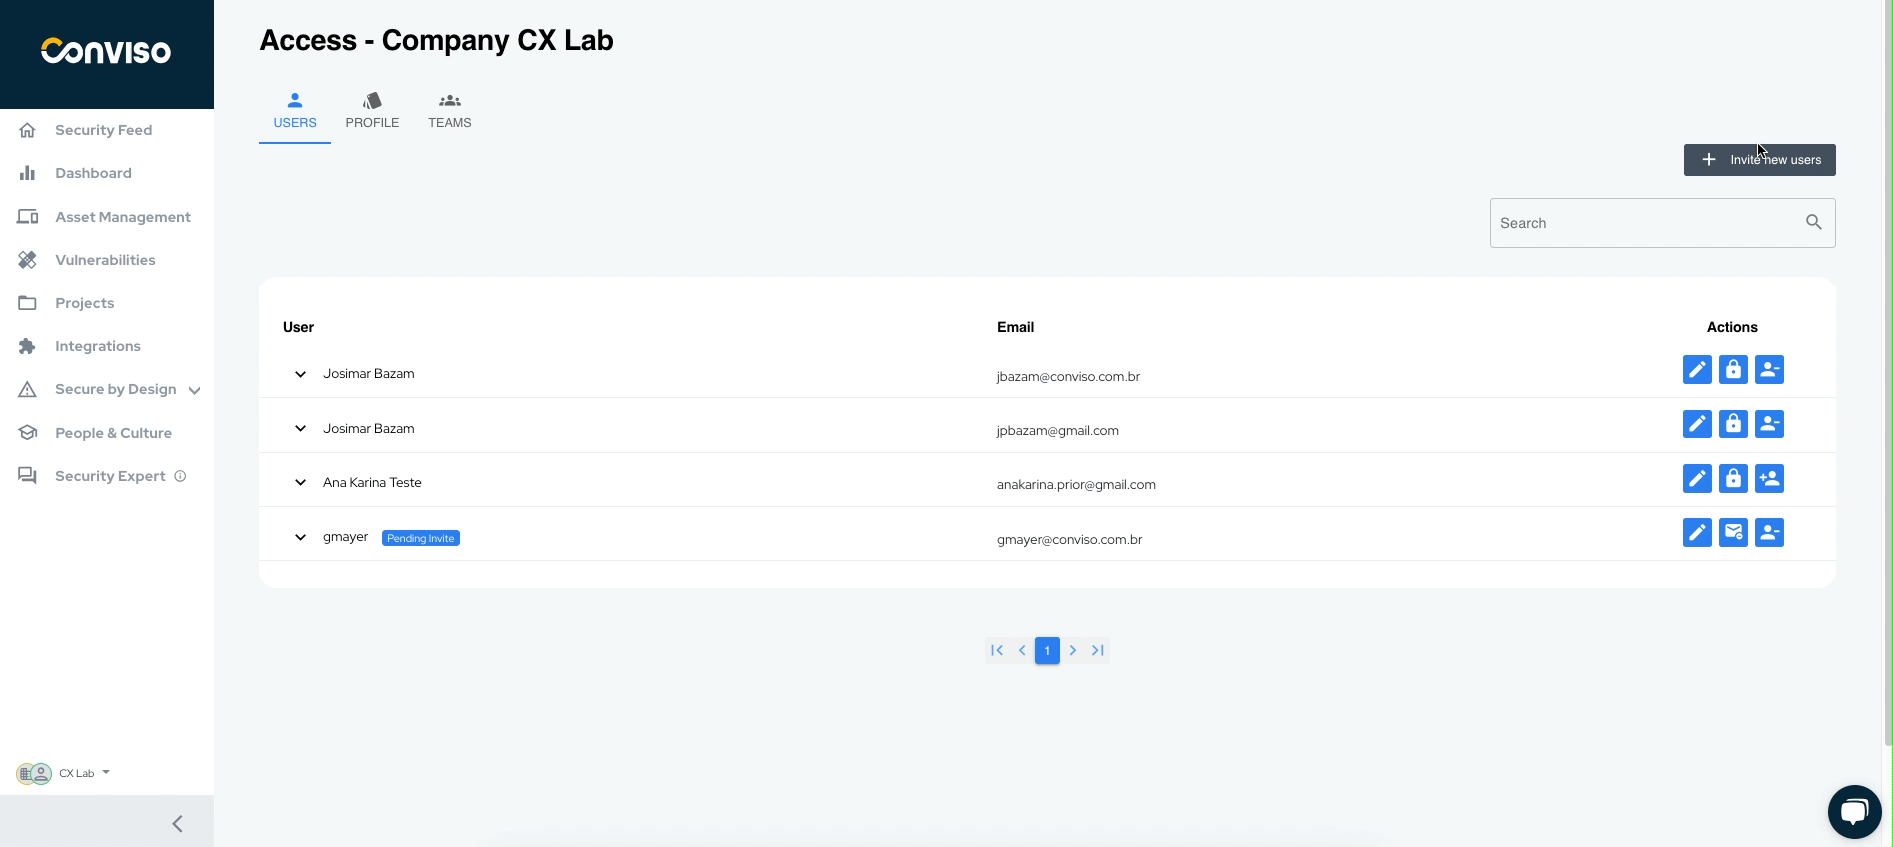 Conviso
Access - Company CX Lab
USERS
PROFILE
TEAMS
Invite new users
Search
Security Feed
Dashboard
Asset Management
Vulnerabilities
Projects
Integrations
Secure by Design
People & Culture
Security Expert
User Email Actions
Josimar Bazam jbazam@conviso.com.br
Josimar Bazam jpbazam@gmail.com
Ana Karina Teste anakarina.prior@gmail.com
gmayer Pending Invite gmayer@conviso.com.br
1
CX Lab